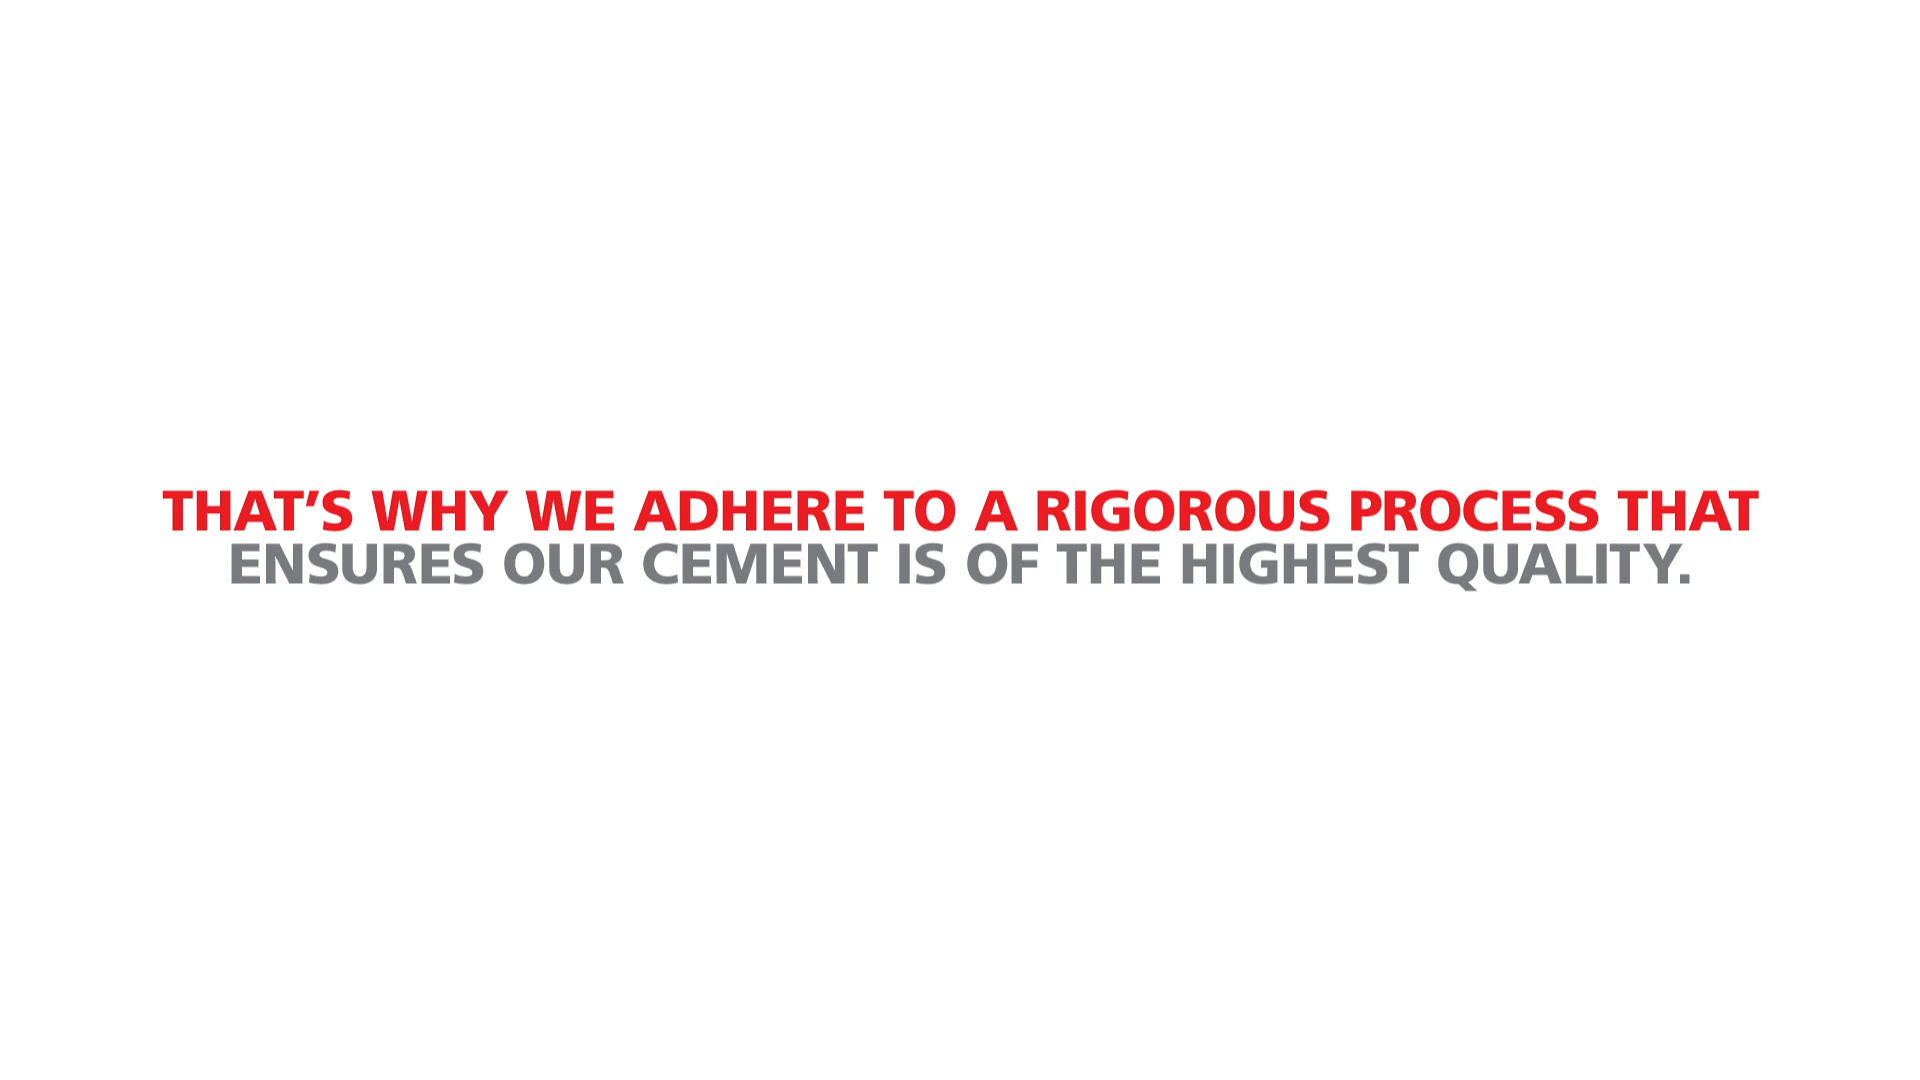 THAT’S WHY WE ADHERE TO A RIGOROUS PROCESS THAT
ENSURES OUR CEMENT IS OF THE HIGHEST QUALITY.